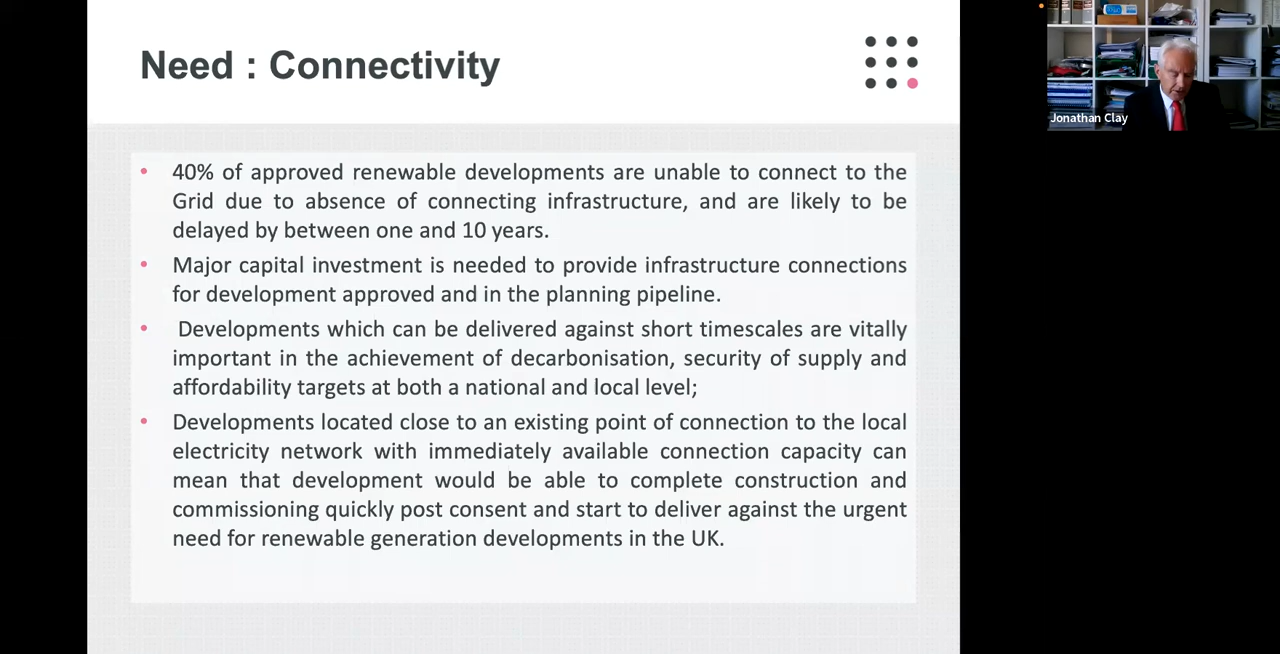 Need : Connectivity
Jonathan Clay
• 40% of approved renewable developments are unable to connect to the
Grid due to absence of connecting infrastructure, and are likely to be
delayed by between one and 10 years.
• Major capital investment is needed to provide infrastructure connections
for development approved and in the planning pipeline.
• Developments which can be delivered against short timescales are vitally
important in the achievement of decarbonisation, security of supply and
affordability targets at both a national and local level;
• Developments located close to an existing point of connection to the local
electricity network with immediately available connection capacity can
mean that development would be able to complete construction and
commissioning quickly post consent and start to deliver against the urgent
need for renewable generation developments in the UK.